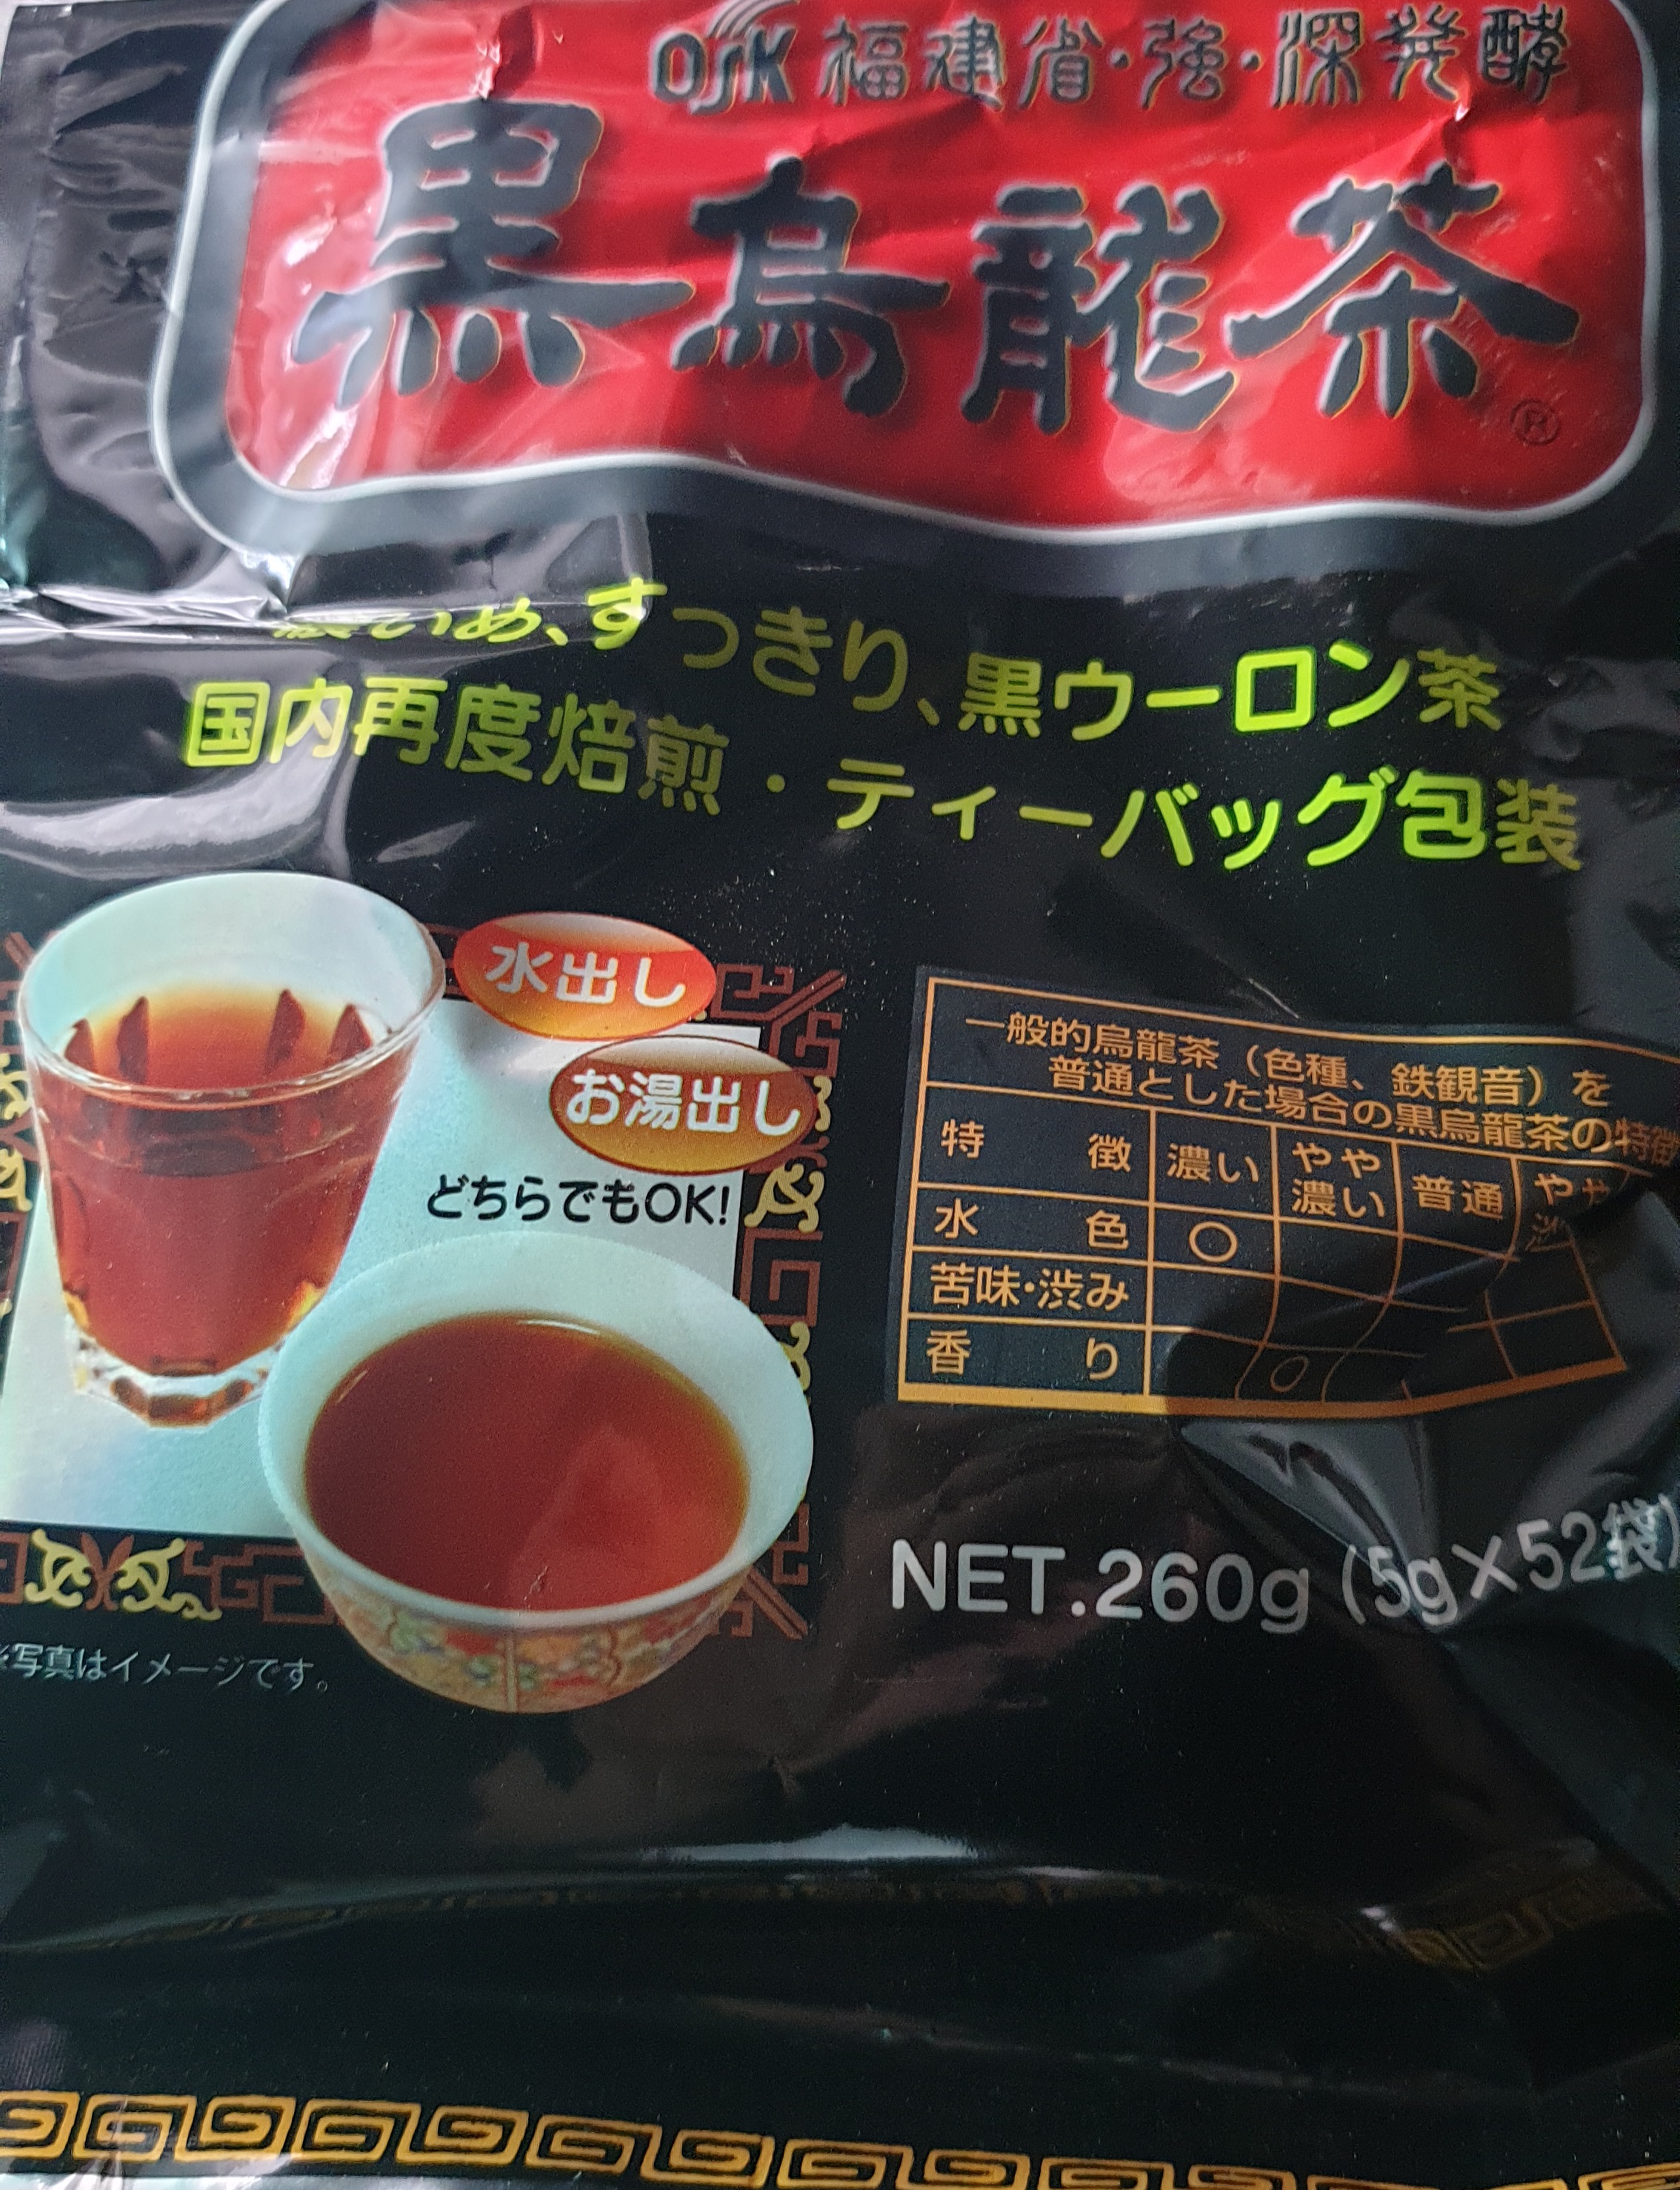 OSK 福建省・強・深発酵
黒烏龍茶®
濃いめ、すっきり、黒ウーロン茶
国内再度焙煎・ティーバッグ包装
水出し
お湯出し
どちらでもOK!
一般的烏龍茶（色種、鉄観音）を
普通とした場合の黒烏龍茶の特徴
特徴 濃い やや濃い 普通 やや
水色 ○
苦味・渋み
香り ○
NET.260g (5g×52袋)
※写真はイメージです。